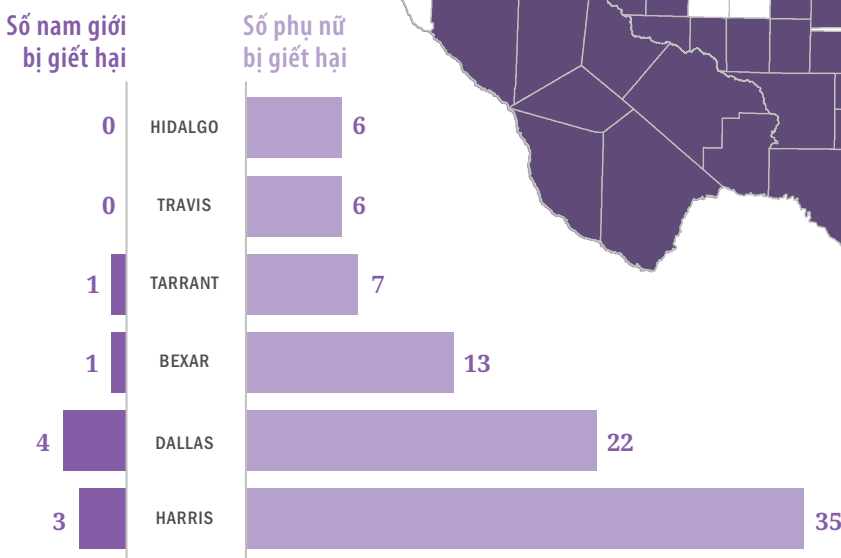 Số nam giới
bị giết hại
Số phụ nữ
bị giết hại
0 HIDALGO 6
0 TRAVIS 6
1 TARRANT 7
1 BEXAR 13
4 DALLAS 22
3 HARRIS 35